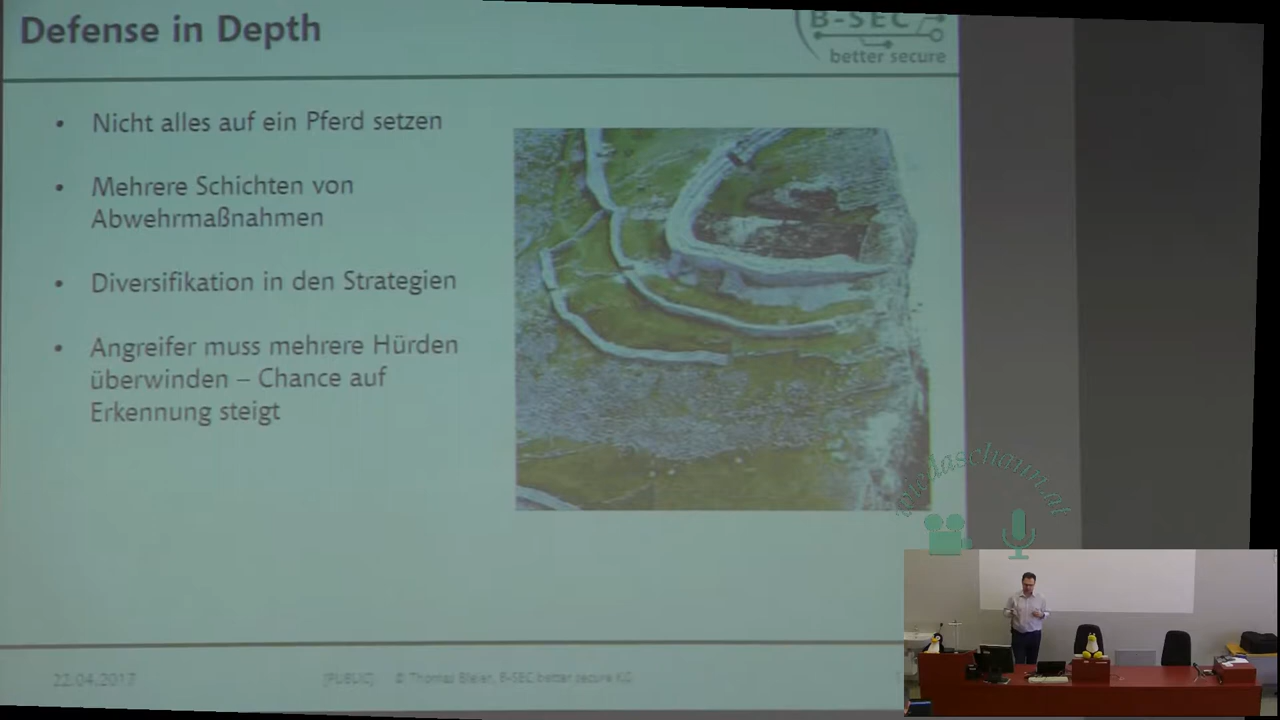 Defense in Depth
B-SEC
better secure
• Nicht alles auf ein Pferd setzen
• Mehrere Schichten von
Abwehrmaßnahmen
• Diversifikation in den Strategien
• Angreifer muss mehrere Hürden
überwinden – Chance auf
Erkennung steigt
22.04.2017
[PUBLIC] © Thomas Bleier, B-SEC better secure KG